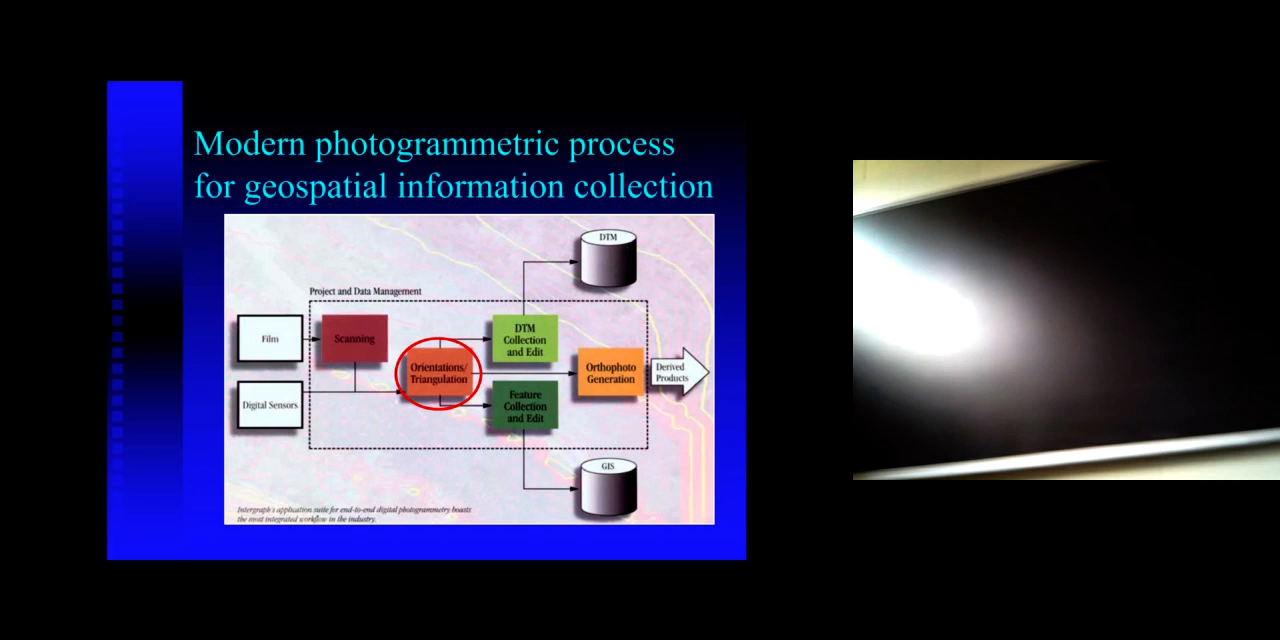 Modern photogrammetric process
for geospatial information collection
DTM
Project and Data Management
Film
Scanning
DTM
Collection
and Edit
Orientations/
Triangulation
Orthophoto
Generation
Derived
Products
Digital Sensors
Feature
Collection
and Edit
GIS
Intergraph's application suite for end-to-end digital photogrammetry boasts
the most integrated workflow in the industry.